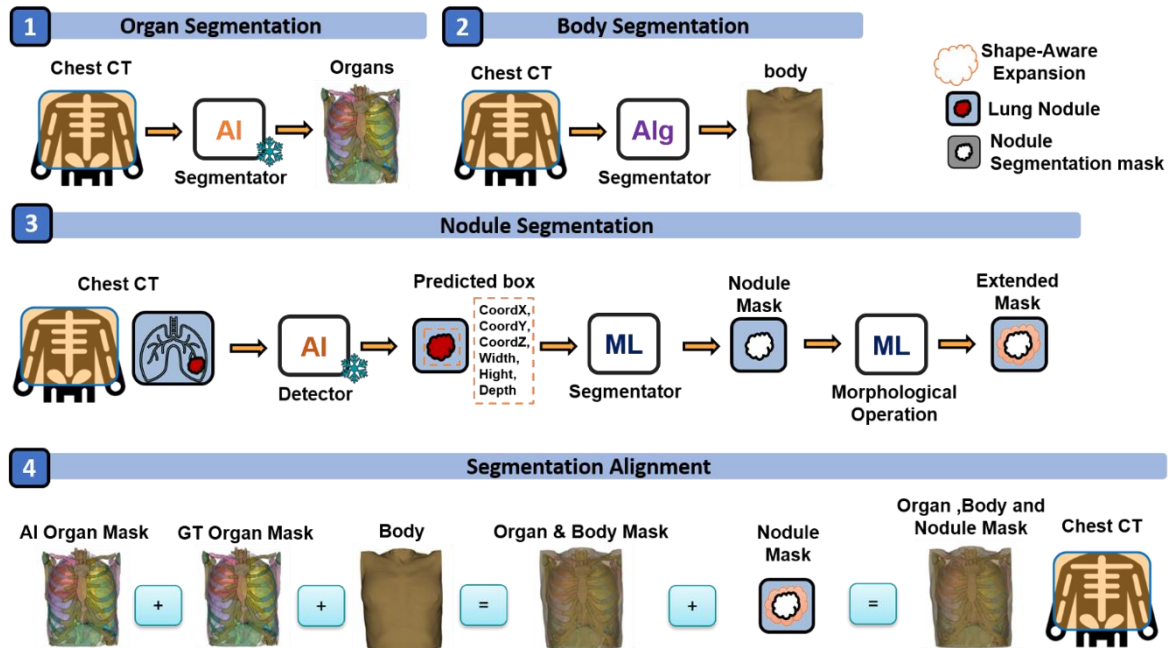 1
Organ Segmentation
2
Body Segmentation
Chest CT
AI
Segmentator
Organs
Chest CT
Alg
Segmentator
body
Shape-Aware
Expansion
Lung Nodule
Nodule
Segmentation mask
3
Nodule Segmentation
Chest CT
AI
Detector
Predicted box
CoordX,
CoordY,
CoordZ,
Width,
Hight,
Depth
ML
Segmentator
Nodule
Mask
ML
Morphological
Operation
Extended
Mask
4
Segmentation Alignment
AI Organ Mask
+
GT Organ Mask
+
Body
=
Organ & Body Mask
+
Nodule
Mask
=
Organ ,Body and
Nodule Mask
Chest CT